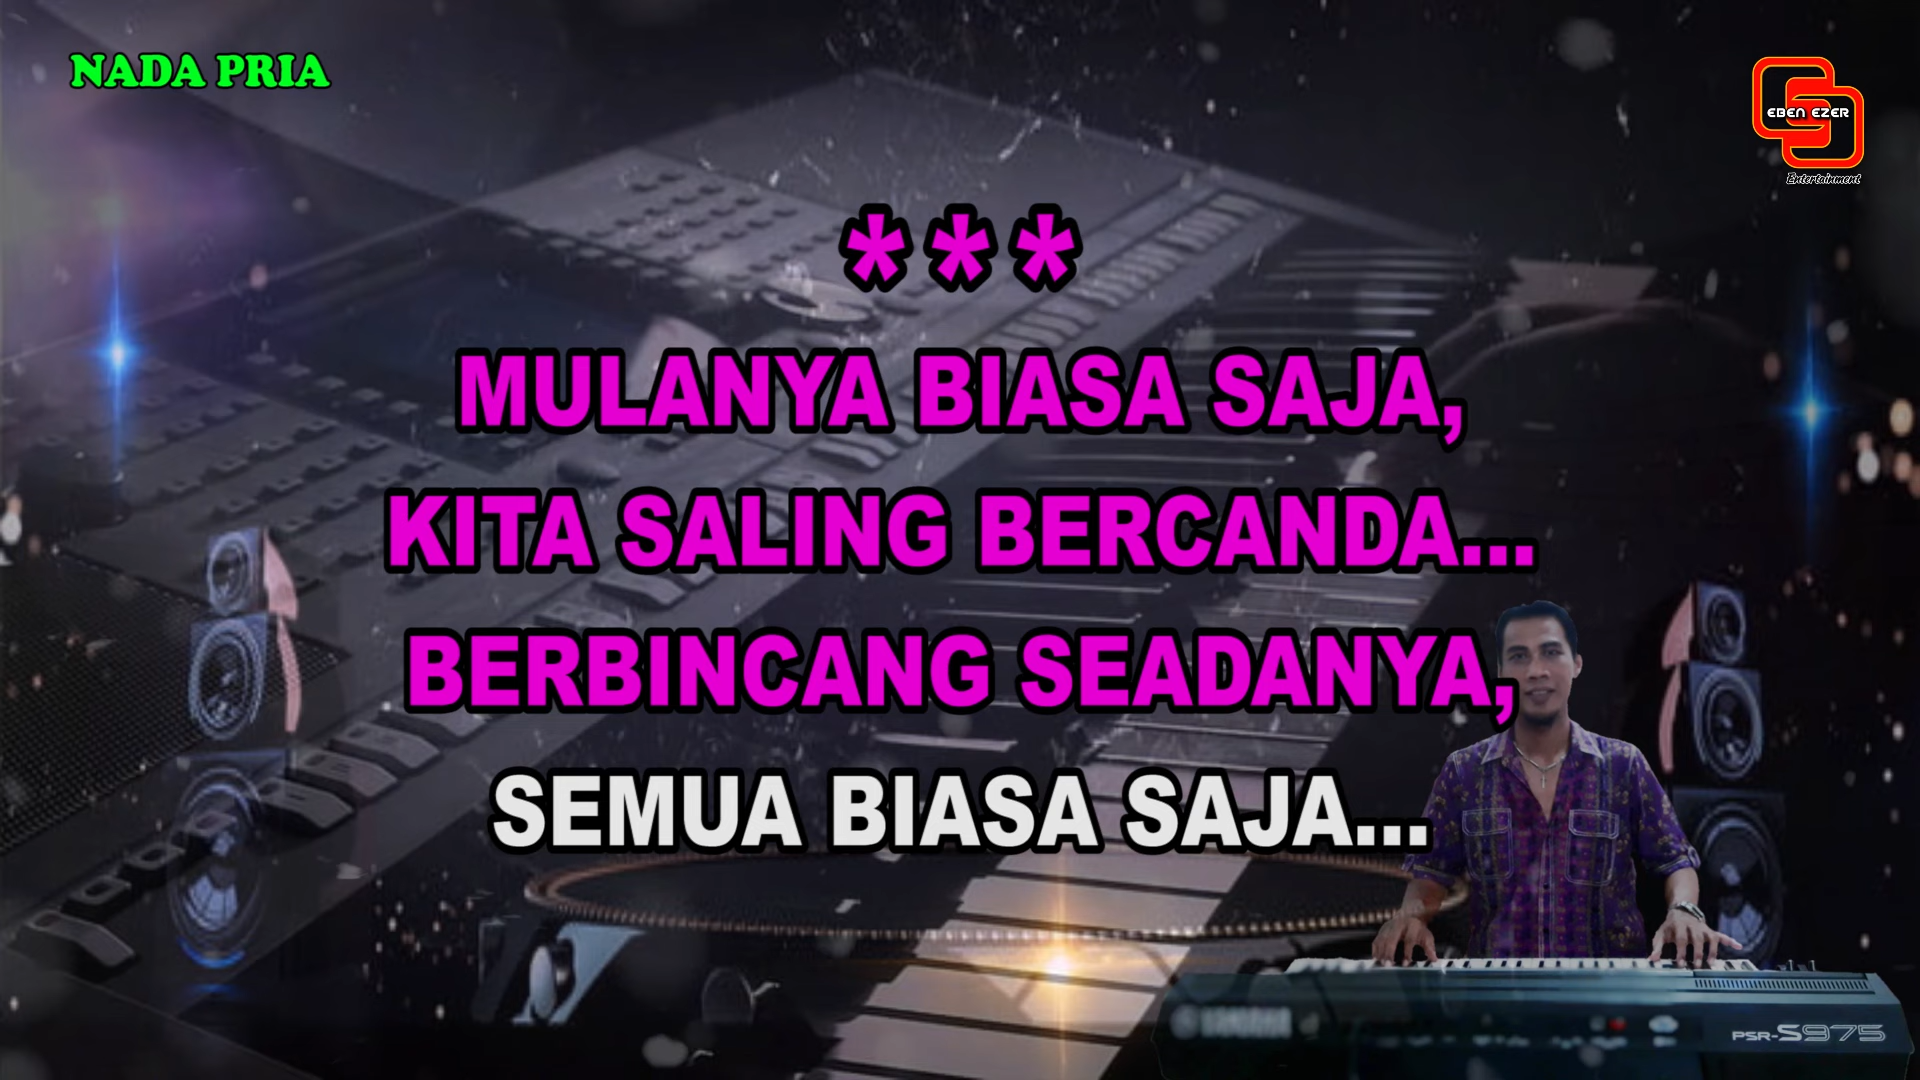 NADA PRIA
EBEN EZER
Entertainment
* * *
MULANYA BIASA SAJA,
KITA SALING BERCANDA...
BERBINCANG SEADANYA,
SEMUA BIASA SAJA...
PSR-S975